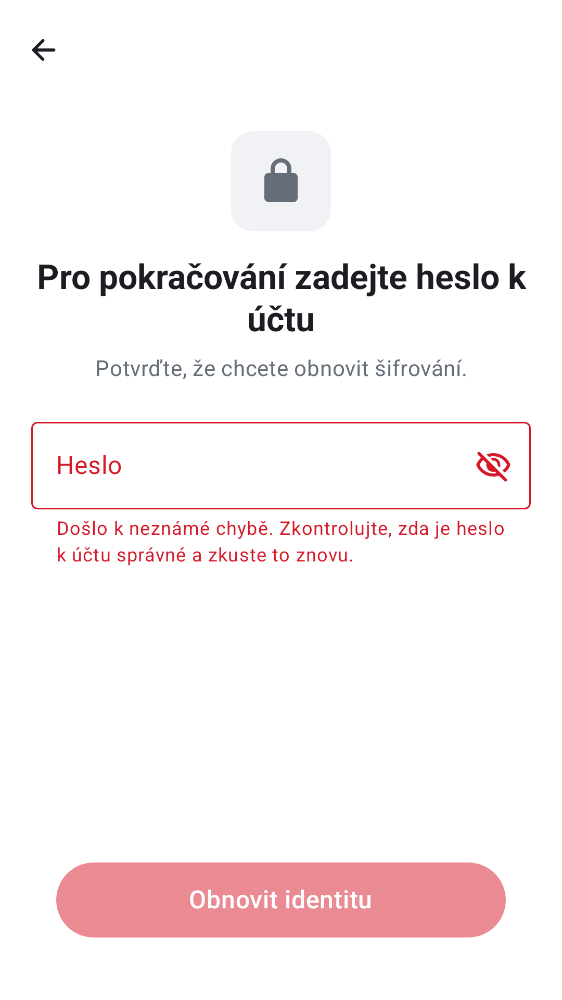 Pro pokračování zadejte heslo k
účtu
Potvrďte, že chcete obnovit šifrování.
Heslo
Došlo k neznámé chybě. Zkontrolujte, zda je heslo
k účtu správné a zkuste to znovu.
Obnovit identitu